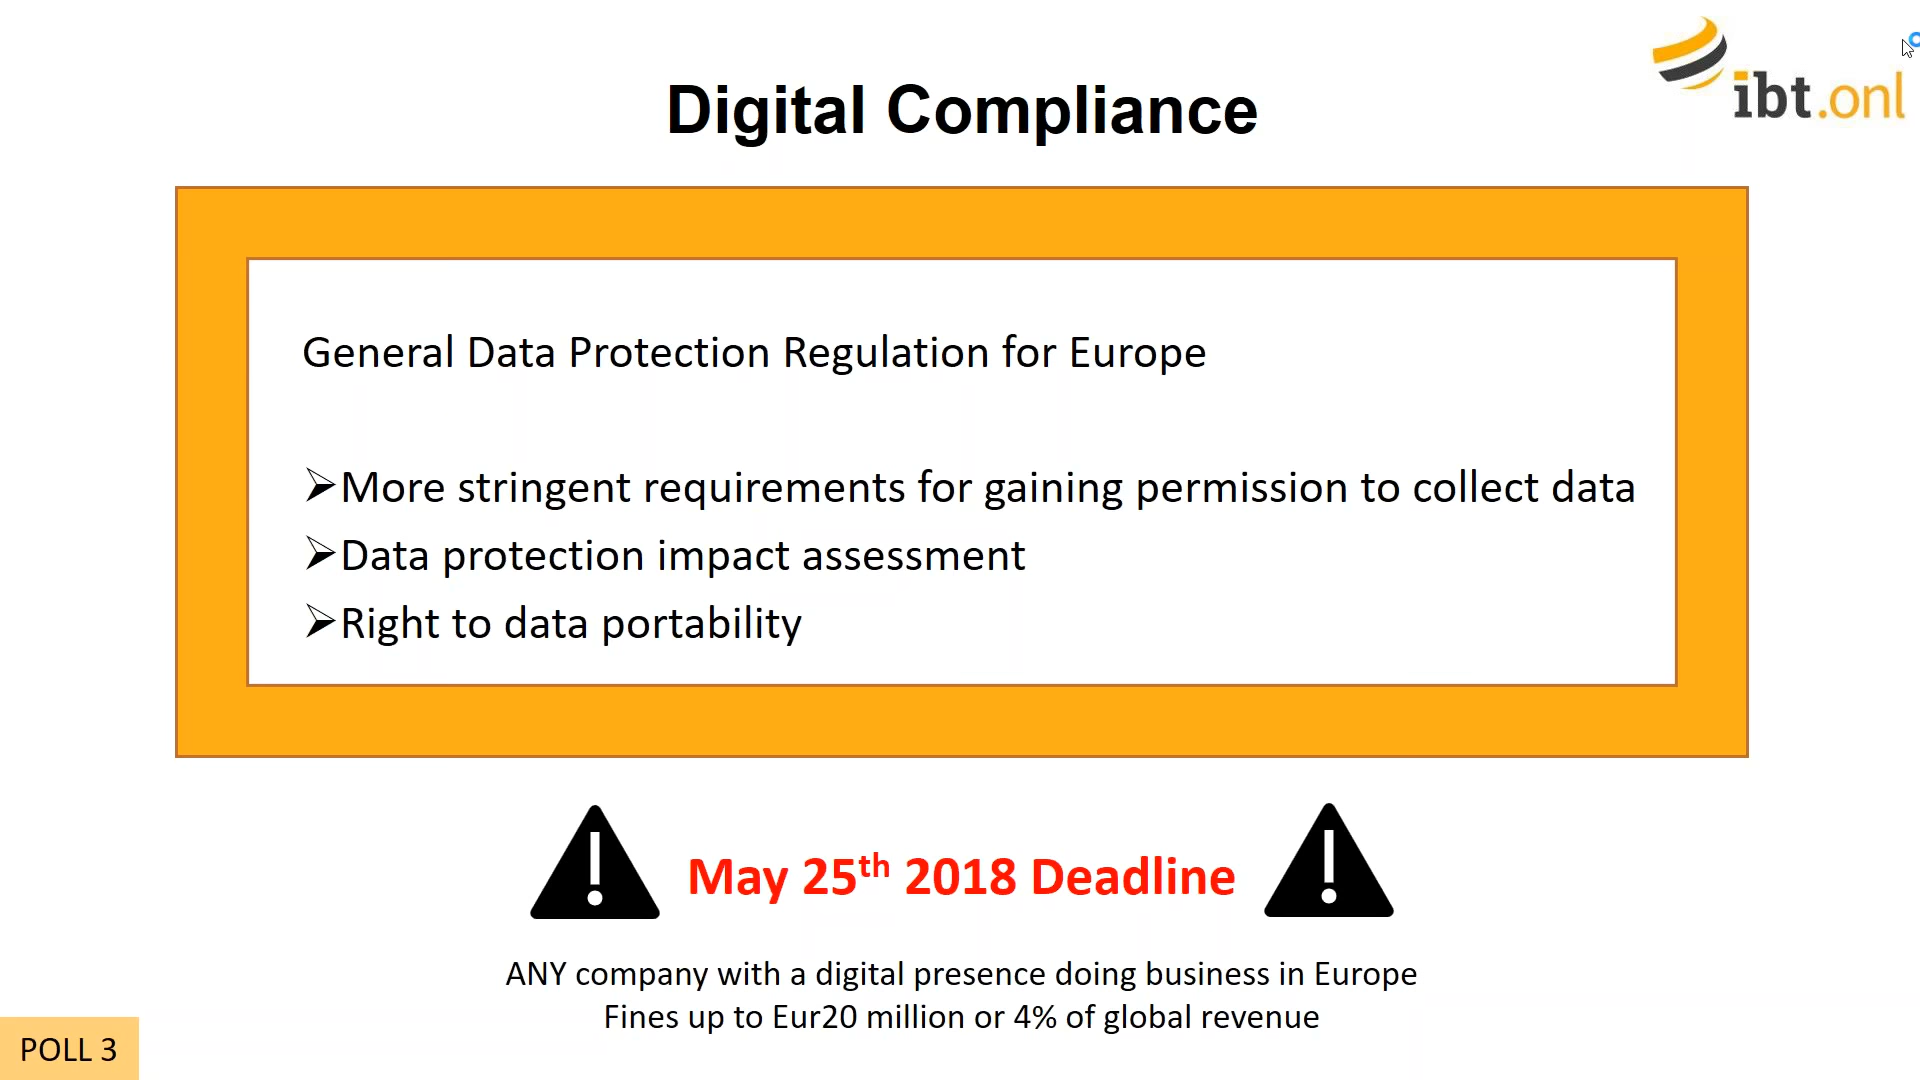 ibt.onl
Digital Compliance
General Data Protection Regulation for Europe
➢More stringent requirements for gaining permission to collect data
➢Data protection impact assessment
➢Right to data portability
May 25th 2018 Deadline
ANY company with a digital presence doing business in Europe
Fines up to Eur20 million or 4% of global revenue
POLL 3